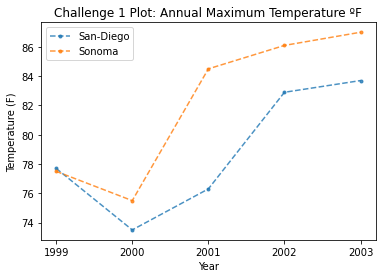 Challenge 1 Plot: Annual Maximum Temperature ºF
San-Diego
Sonoma
86
84
82
80
78
76
74
Temperature (F)
1999 2000 2001 2002 2003
Year